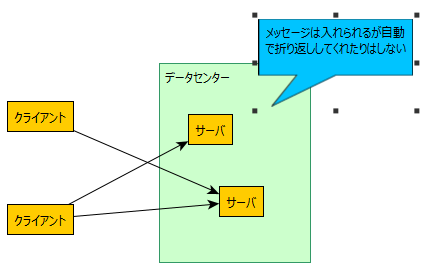 メッセージは入れられるが自動
で折り返ししてくれたりはしない
データセンター
サーバ
クライアント
サーバ
クライアント